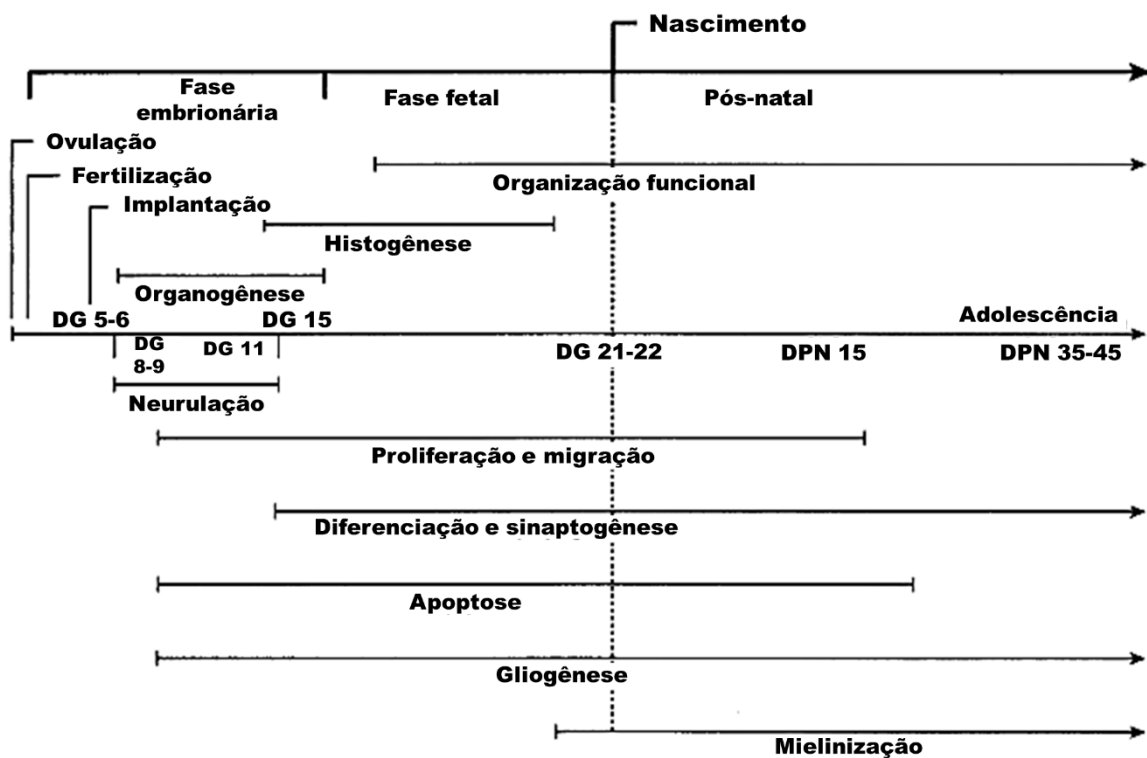 Nascimento
Fase
embrionária
Fase fetal
Pós-natal
Ovulação
Organização funcional
Fertilização
Implantação
Histogênese
Organogênese
DG 5-6
DG 15
Adolescência
DG
8-9
DG 11
DG 21-22
DPN 15
DPN 35-45
Neurulação
Proliferação e migração
Diferenciação e sinaptogênese
Apoptose
Gliogênese
Mielinização